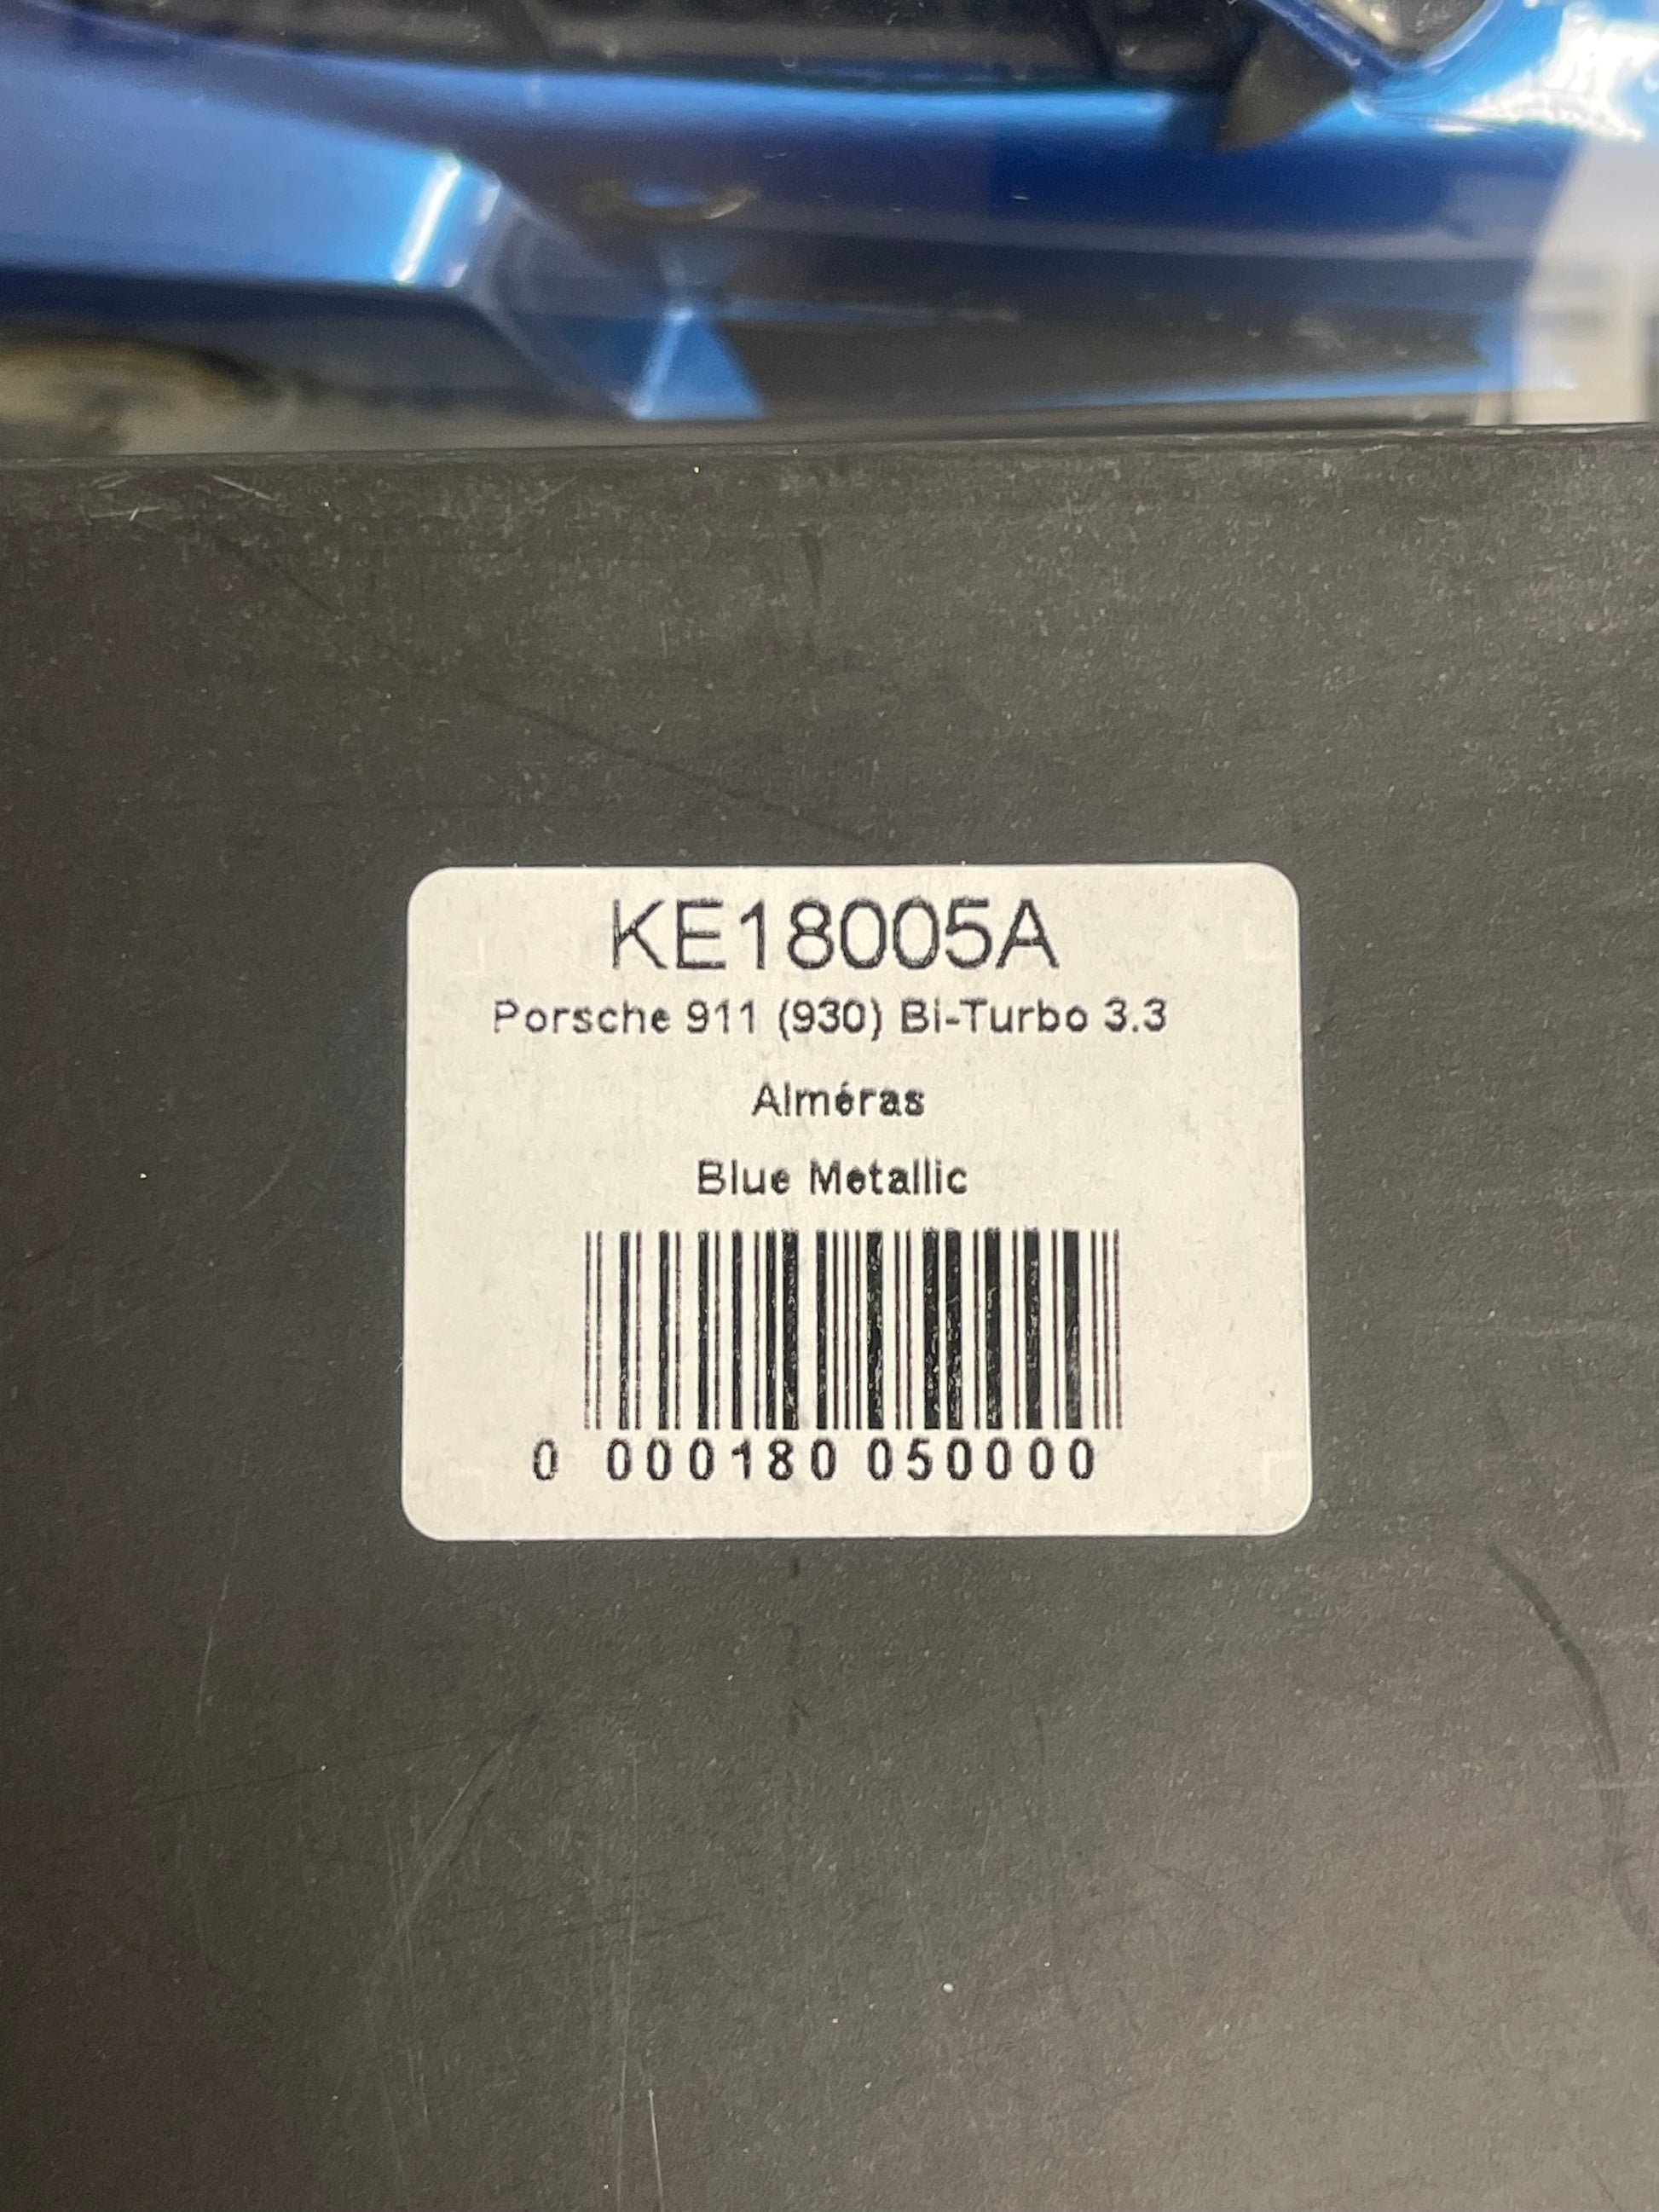 KE18005A
Porsche 911 (930) Bi-Turbo 3.3
Alméras
Blue Metallic
0 000180 050000